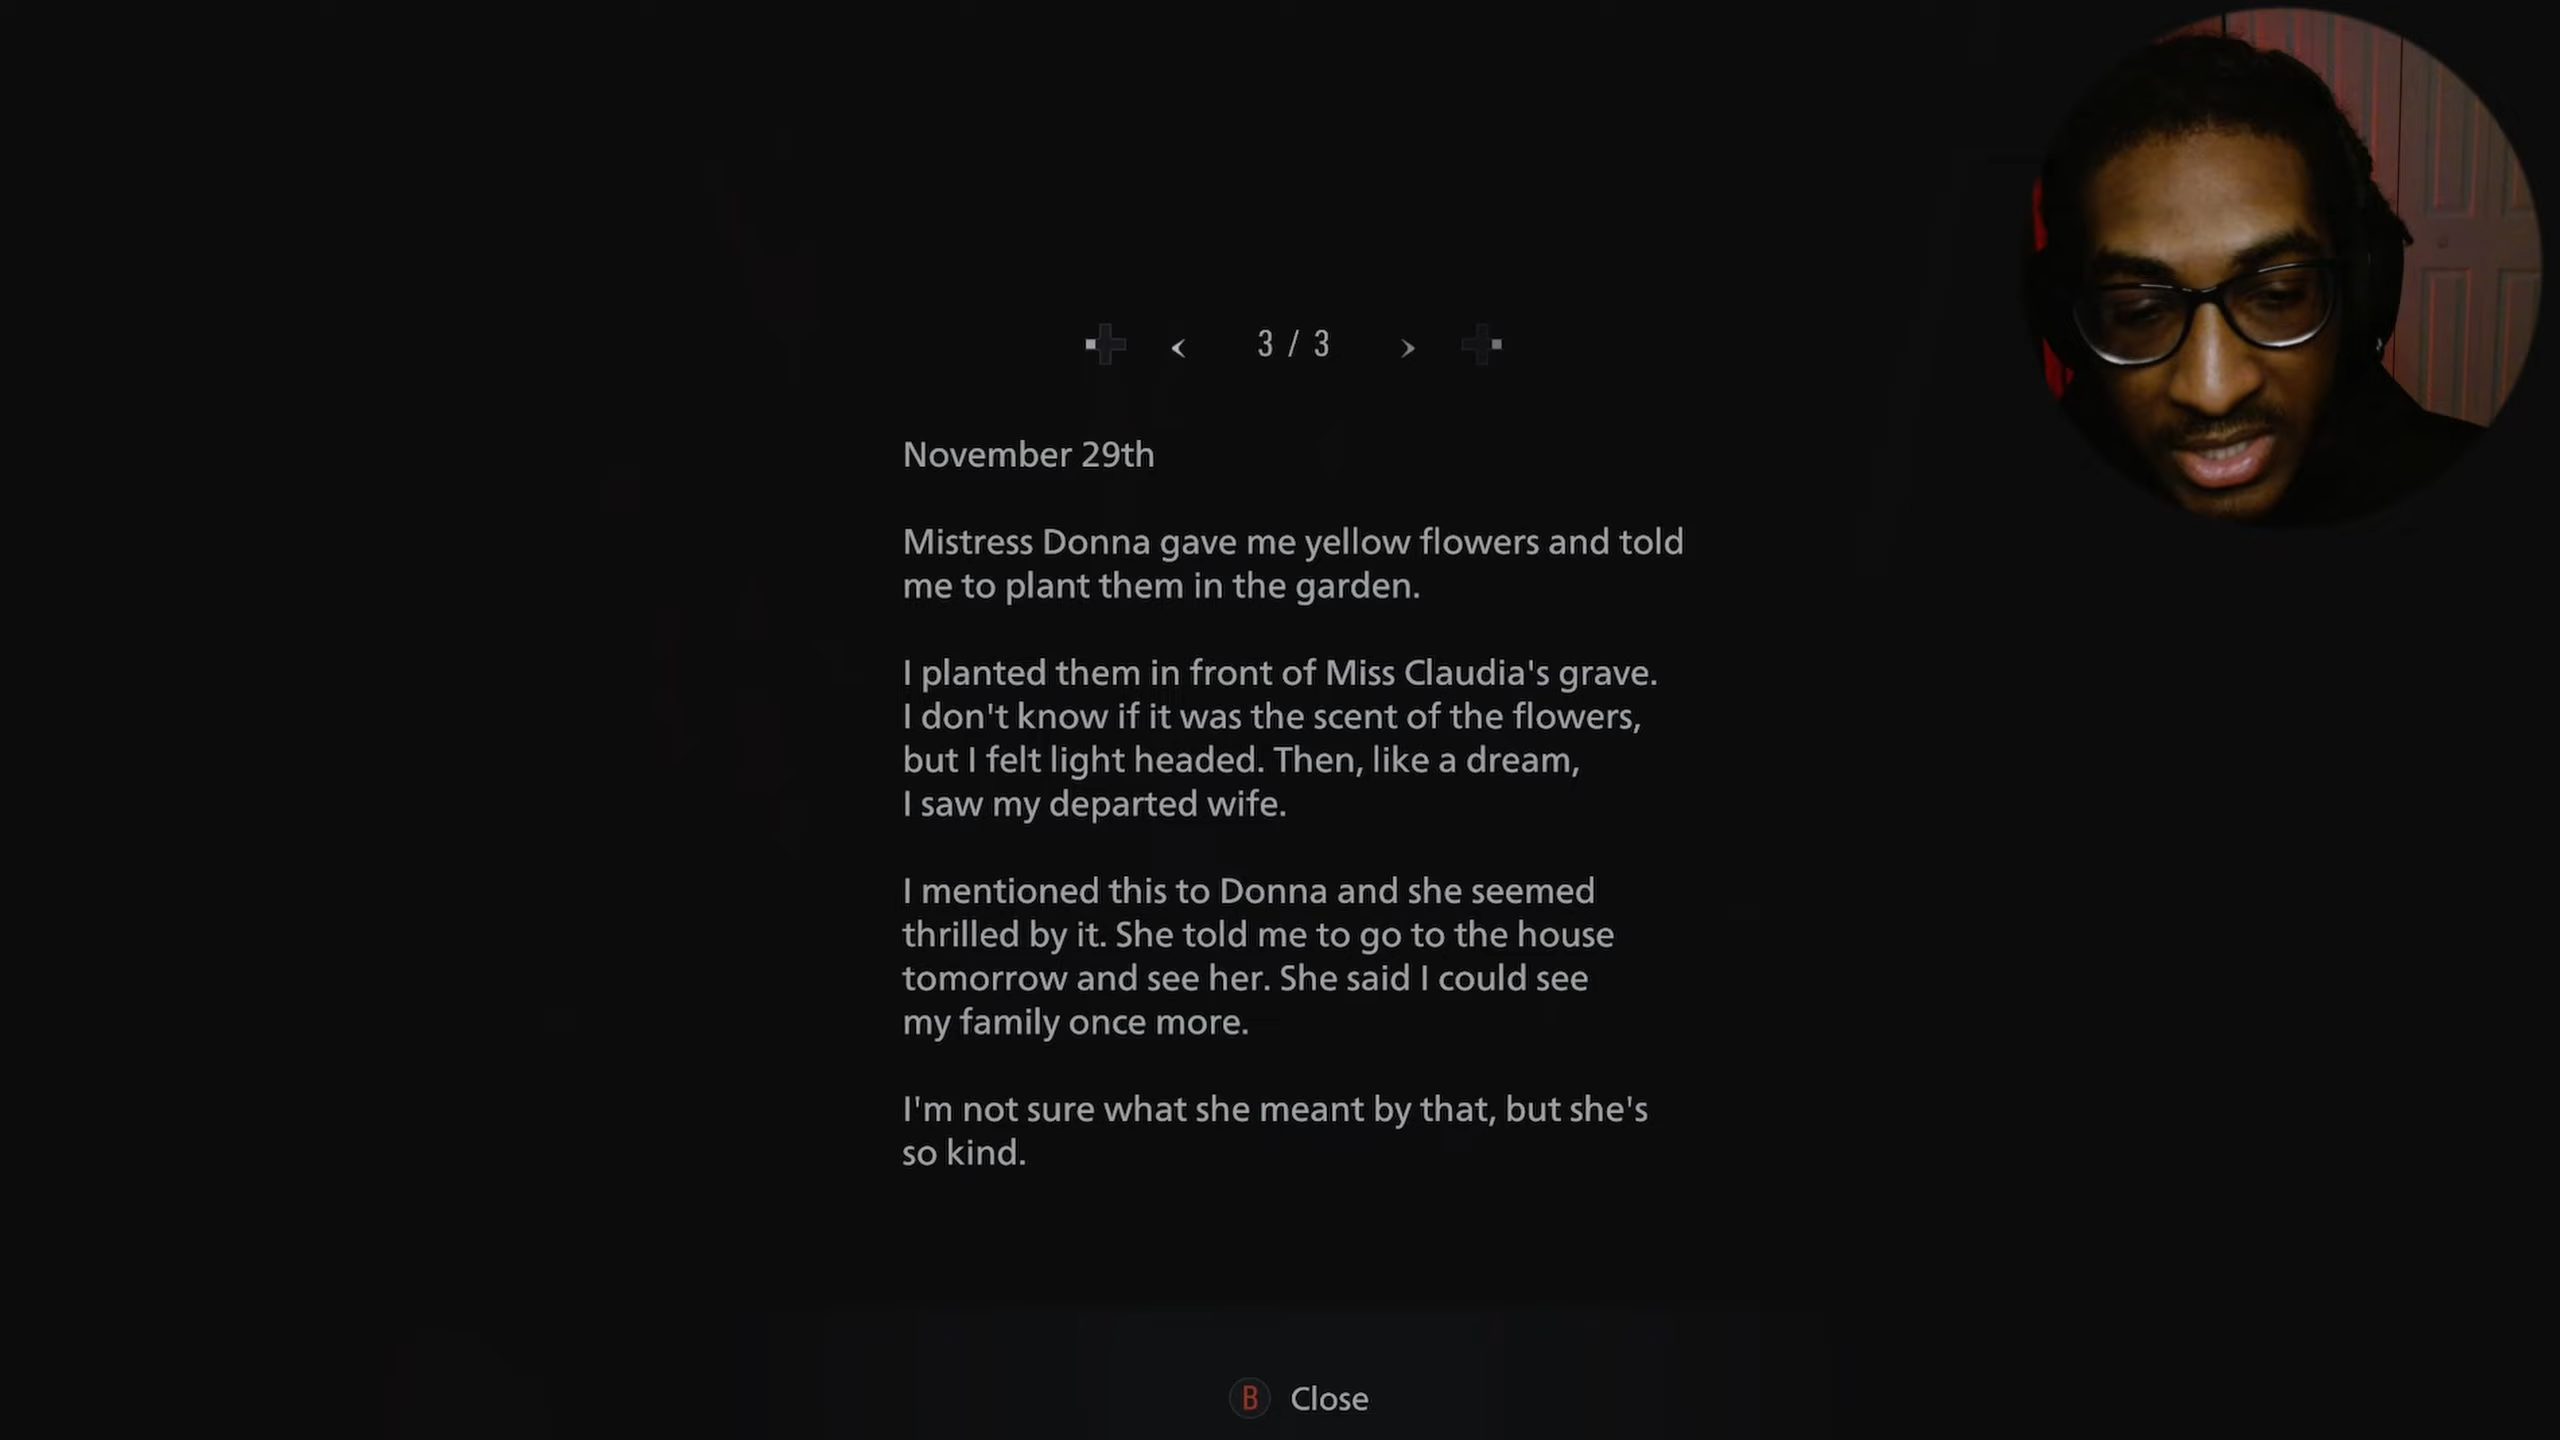 < 3 / 3 >
November 29th
Mistress Donna gave me yellow flowers and told
me to plant them in the garden.
I planted them in front of Miss Claudia's grave.
I don't know if it was the scent of the flowers,
but I felt light headed. Then, like a dream,
I saw my departed wife.
I mentioned this to Donna and she seemed
thrilled by it. She told me to go to the house
tomorrow and see her. She said I could see
my family once more.
I'm not sure what she meant by that, but she's
so kind.
B Close